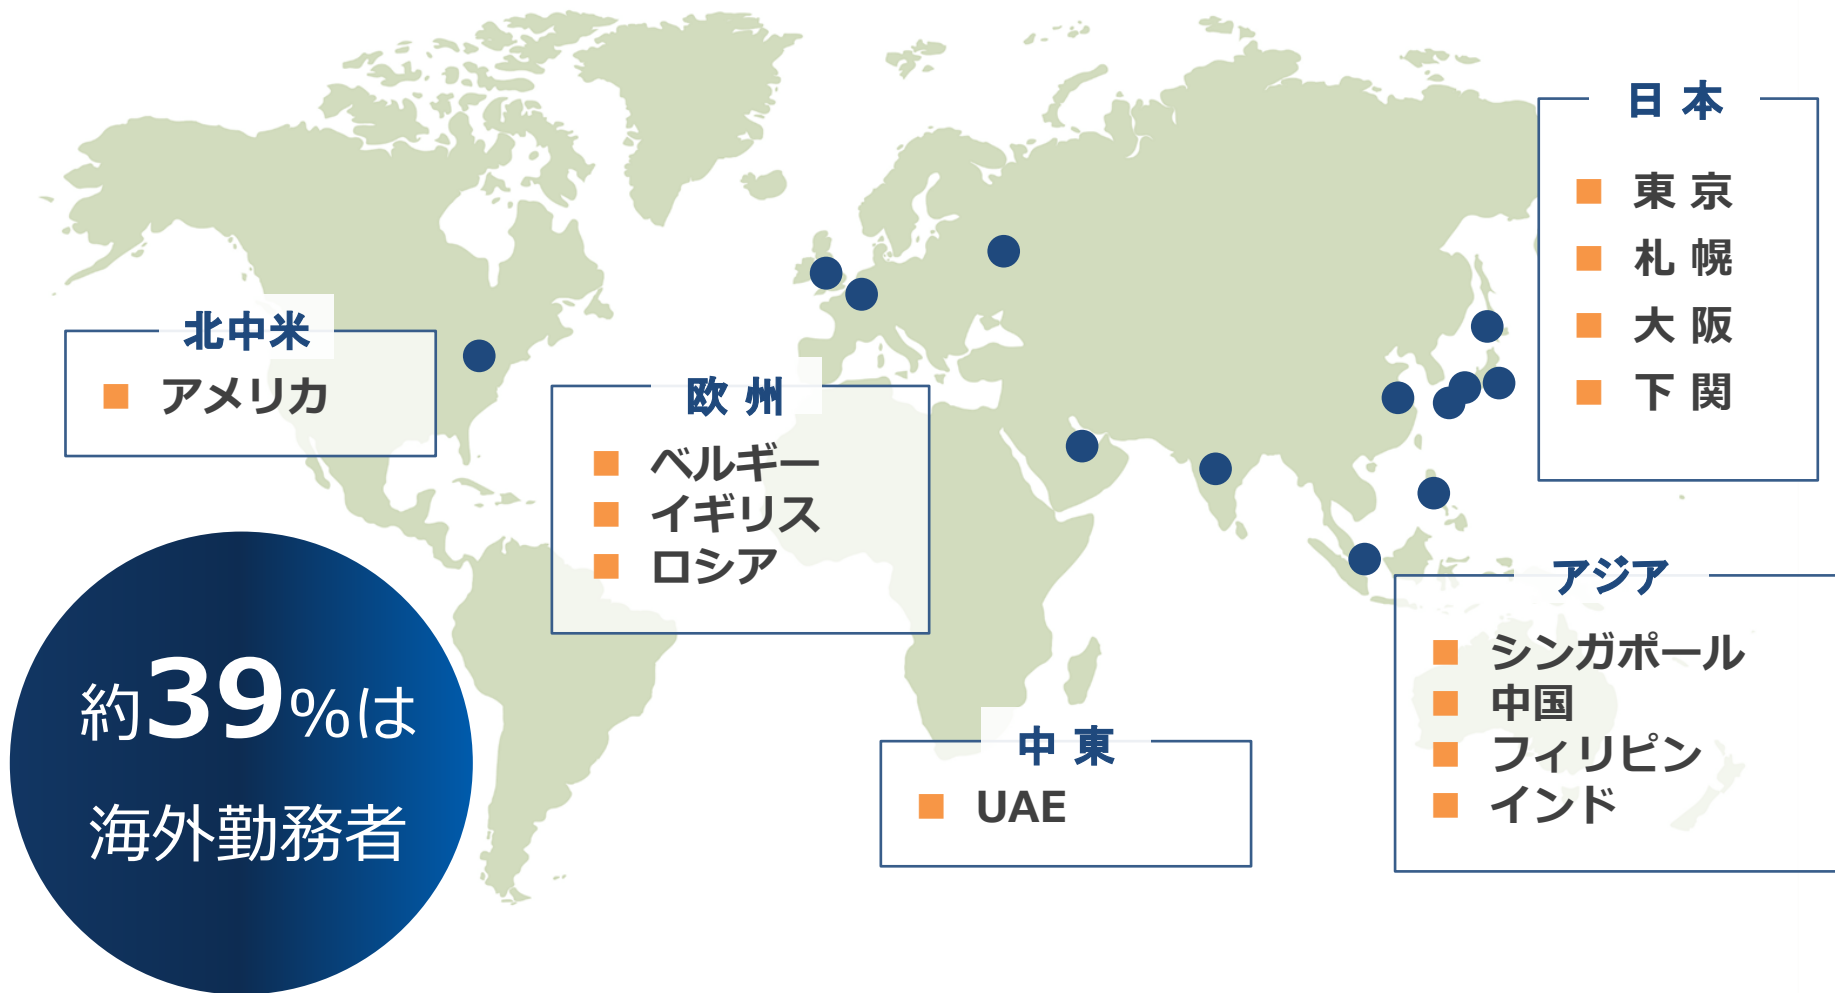 日 本
東 京
札 幌
大 阪
下 関
北中米
アメリカ
欧 州
ベルギー
イギリス
ロシア
アジア
シンガポール
中国
フィリピン
インド
中 東
UAE
約39%は
海外勤務者